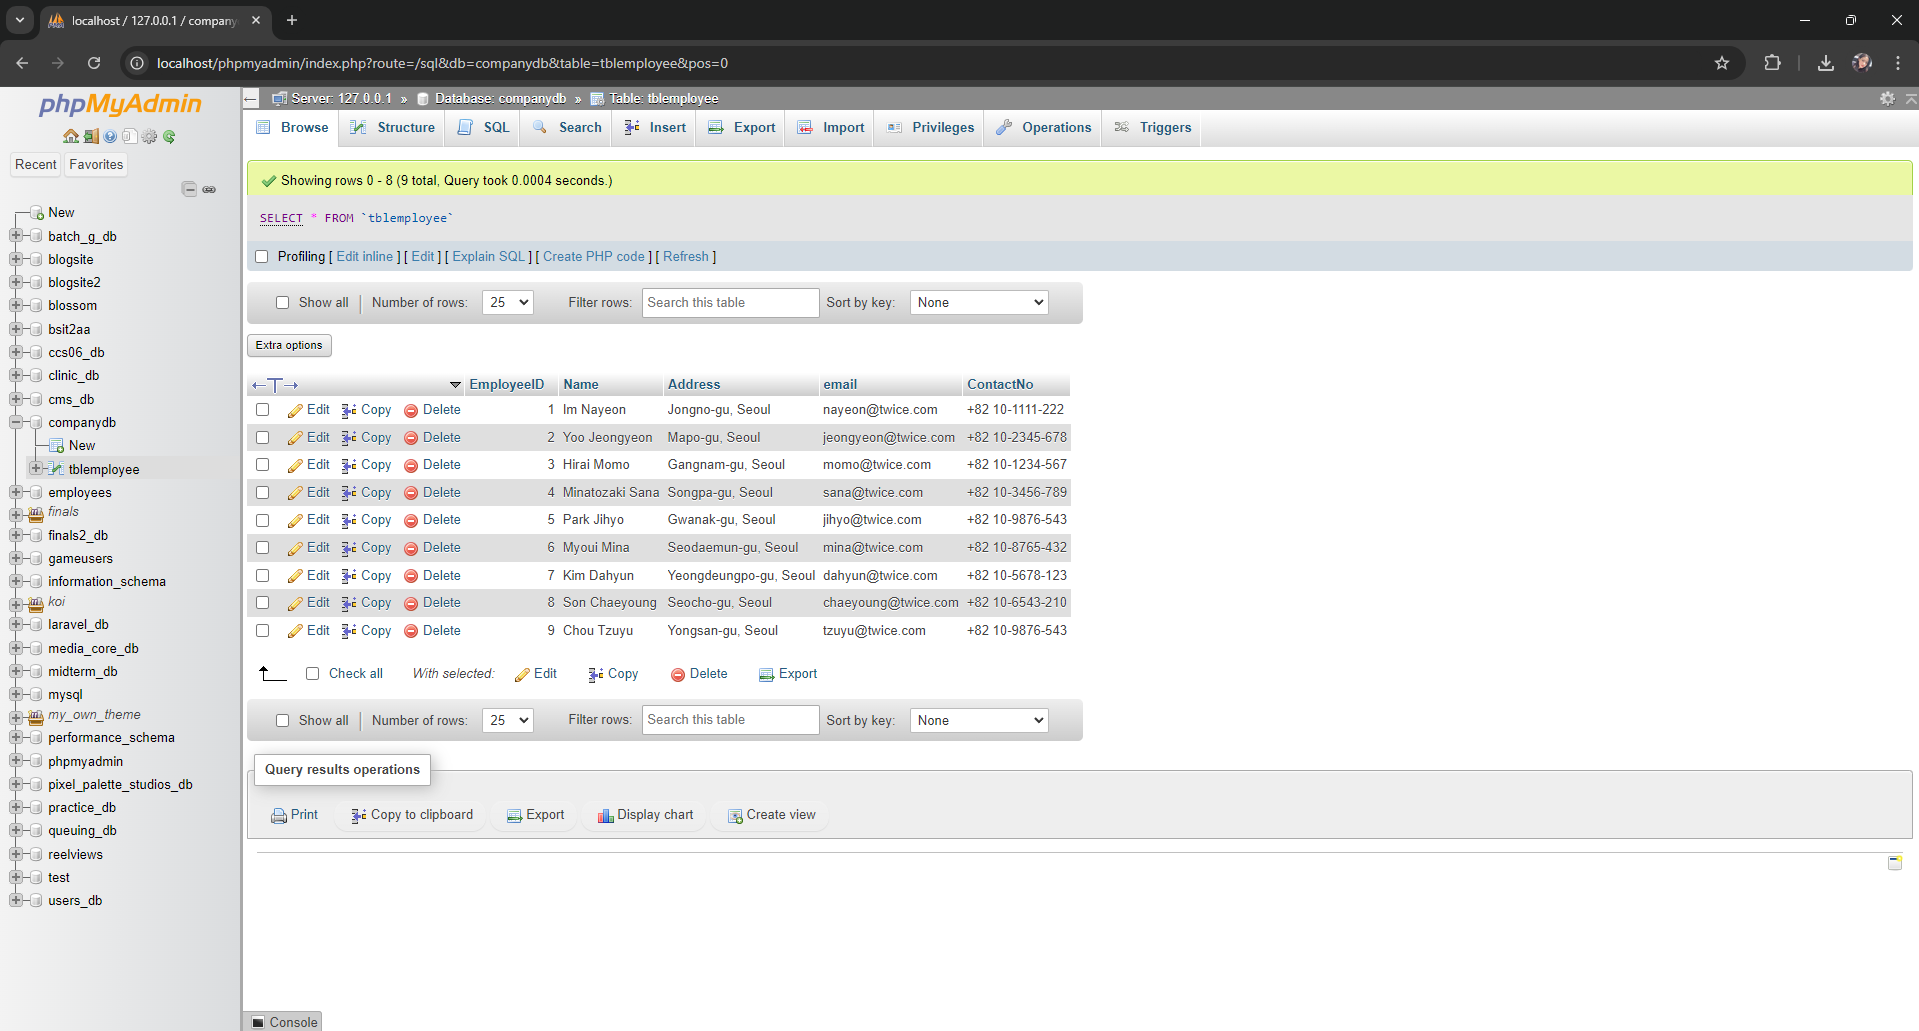 localhost / 127.0.0.1 / company
localhost/phpmyadmin/index.php?route=/sql&db=companydb&table=tblemployee&pos=0
phpMyAdmin
Recent Favorites
New
batch_g_db
blogsite
blogsite2
blossom
bsit2aa
ccs06_db
clinic_db
cms_db
companydb
New
tblemployee
employees
finals
finals2_db
gameusers
information_schema
koi
laravel_db
media_core_db
midterm_db
mysql
my_own_theme
performance_schema
phpmyadmin
pixel_palette_studios_db
practice_db
queuing_db
reelviews
test
users_db
Server: 127.0.0.1 » Database: companydb » Table: tblemployee
Browse Structure SQL Search Insert Export Import Privileges Operations Triggers
Showing rows 0 - 8 (9 total, Query took 0.0004 seconds.)
SELECT * FROM `tblemployee`
Profiling [ Edit inline ] [ Edit ] [ Explain SQL ] [ Create PHP code ] [ Refresh ]
Show all Number of rows: 25 Filter rows: Search this table Sort by key: None
Extra options
EmployeeID Name Address email ContactNo
Edit Copy Delete 1 Im Nayeon Jongno-gu, Seoul nayeon@twice.com +82 10-1111-222
Edit Copy Delete 2 Yoo Jeongyeon Mapo-gu, Seoul jeongyeon@twice.com +82 10-2345-678
Edit Copy Delete 3 Hirai Momo Gangnam-gu, Seoul momo@twice.com +82 10-1234-567
Edit Copy Delete 4 Minatozaki Sana Songpa-gu, Seoul sana@twice.com +82 10-3456-789
Edit Copy Delete 5 Park Jihyo Gwanak-gu, Seoul jihyo@twice.com +82 10-9876-543
Edit Copy Delete 6 Myoui Mina Seodaemun-gu, Seoul mina@twice.com +82 10-8765-432
Edit Copy Delete 7 Kim Dahyun Yeongdeungpo-gu, Seoul dahyun@twice.com +82 10-5678-123
Edit Copy Delete 8 Son Chaeyoung Seocho-gu, Seoul chaeyoung@twice.com +82 10-6543-210
Edit Copy Delete 9 Chou Tzuyu Yongsan-gu, Seoul tzuyu@twice.com +82 10-9876-543
Check all With selected: Edit Copy Delete Export
Show all Number of rows: 25 Filter rows: Search this table Sort by key: None
Query results operations
Print Copy to clipboard Export Display chart Create view
Console